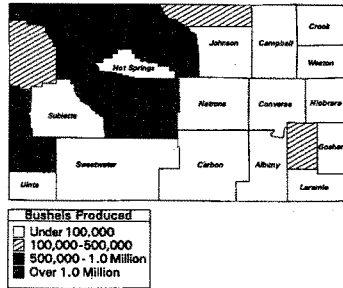 Crook
Johnson
Campbell
Weston
Hot Springs
Natrona
Converse
Niobrara
Sublette
Goshen
Sweetwater
Carbon
Albany
Uinta
Laramie
Bushels Produced
Under 100,000
100,000-500,000
500,000 - 1.0 Million
Over 1.0 Million